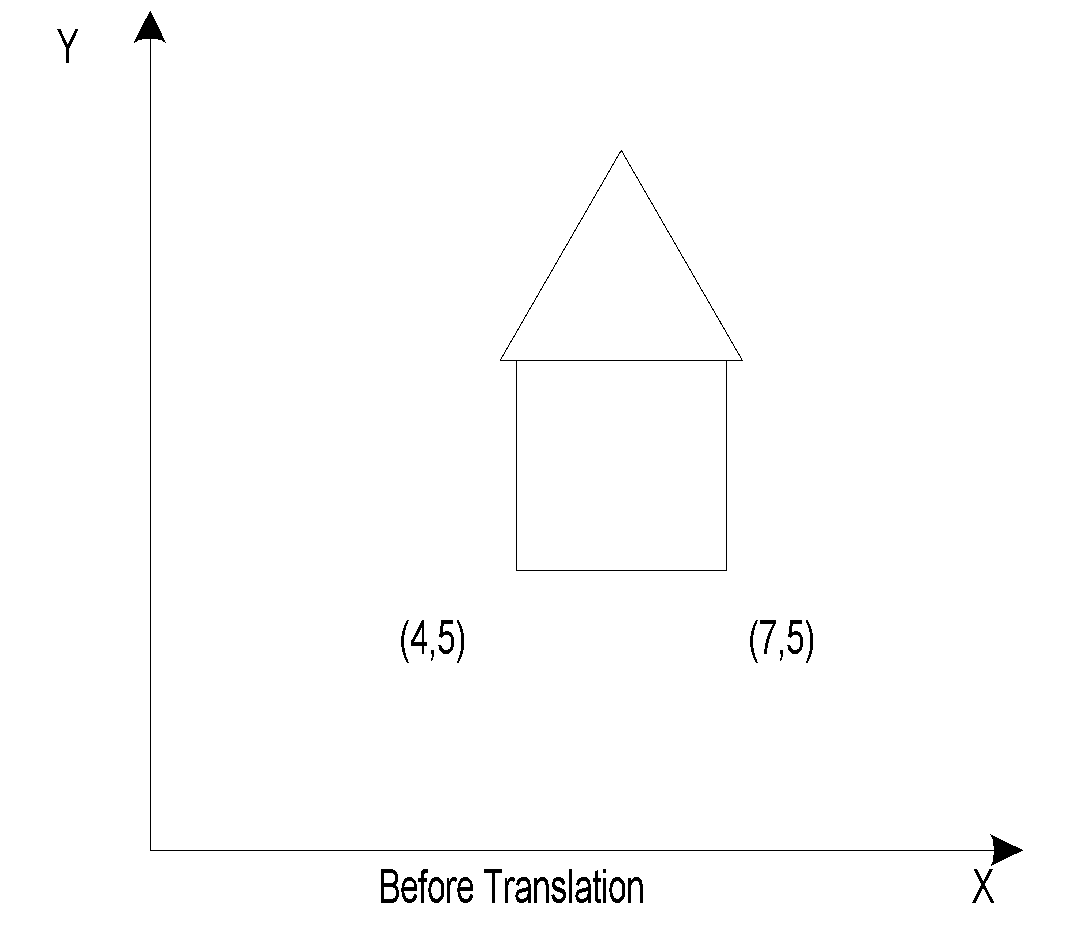 Y
(4,5)
(7,5)
Before Translation
X